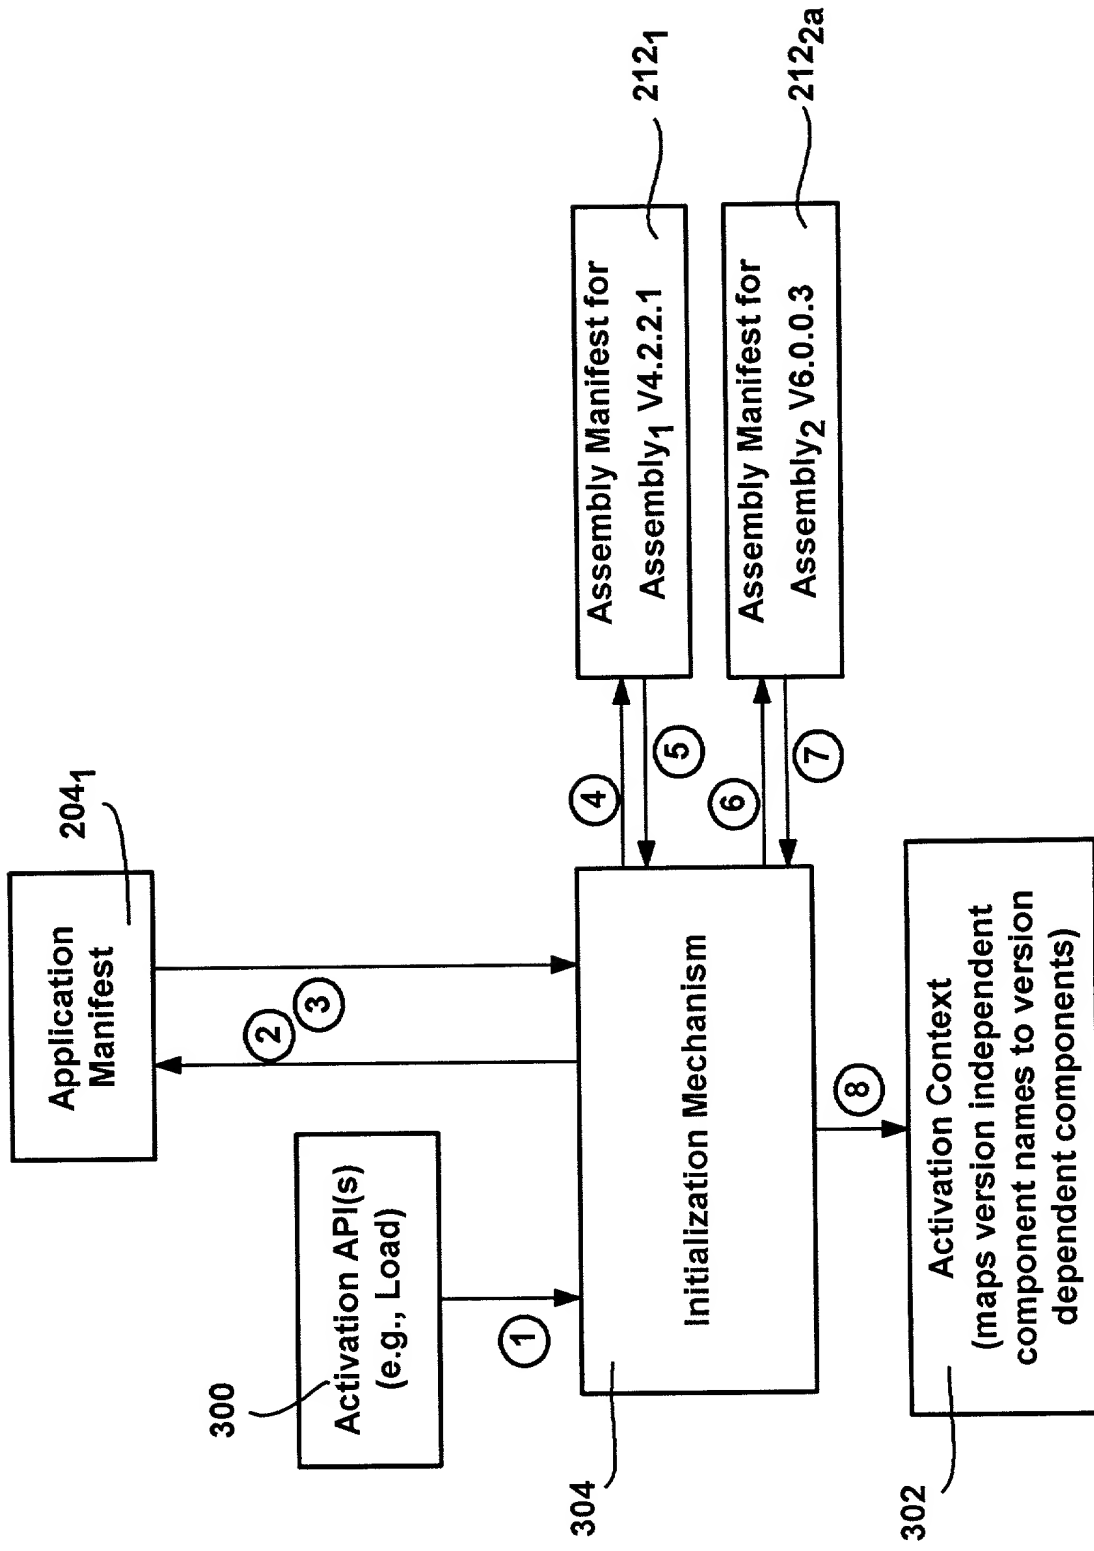 204₁
Application
Manifest
300
Activation API(s)
(e.g., Load)
2
3
1
304
Initialization Mechanism
4
5
6
7
8
Assembly Manifest for
Assembly₁ V4.2.2.1
212₁
Assembly Manifest for
Assembly₂ V6.0.0.3
212₂ₐ
302
Activation Context
(maps version independent
component names to version
dependent components)